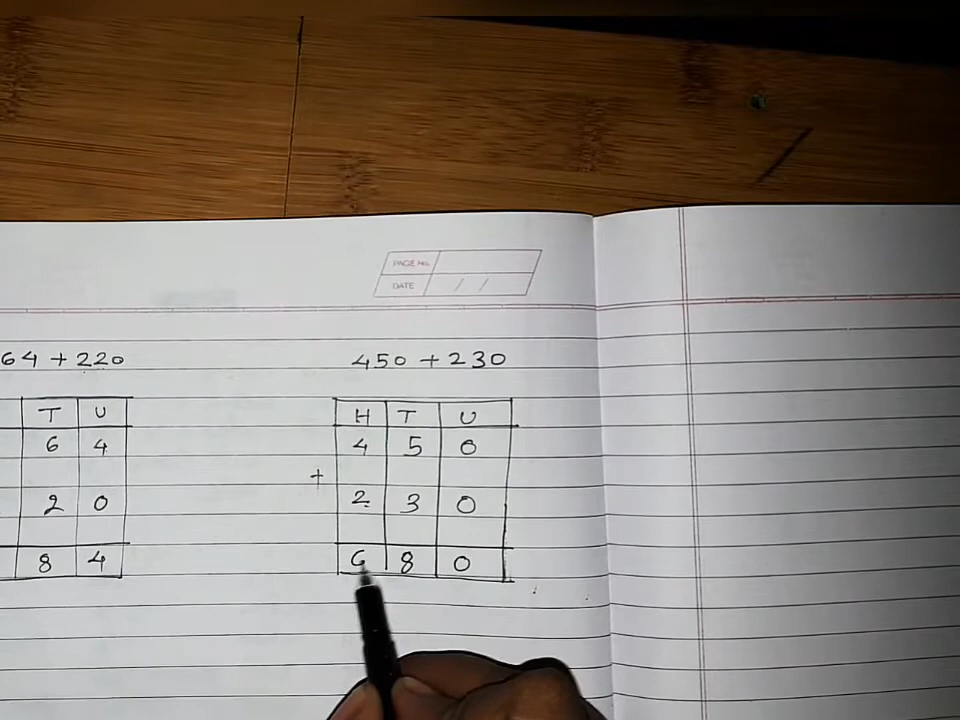 PAGE No.
DATE / /
64 + 220
450 + 230
T U
6 4
2 0
8 4
H T U
4 5 0
+
2 3 0
6 8 0